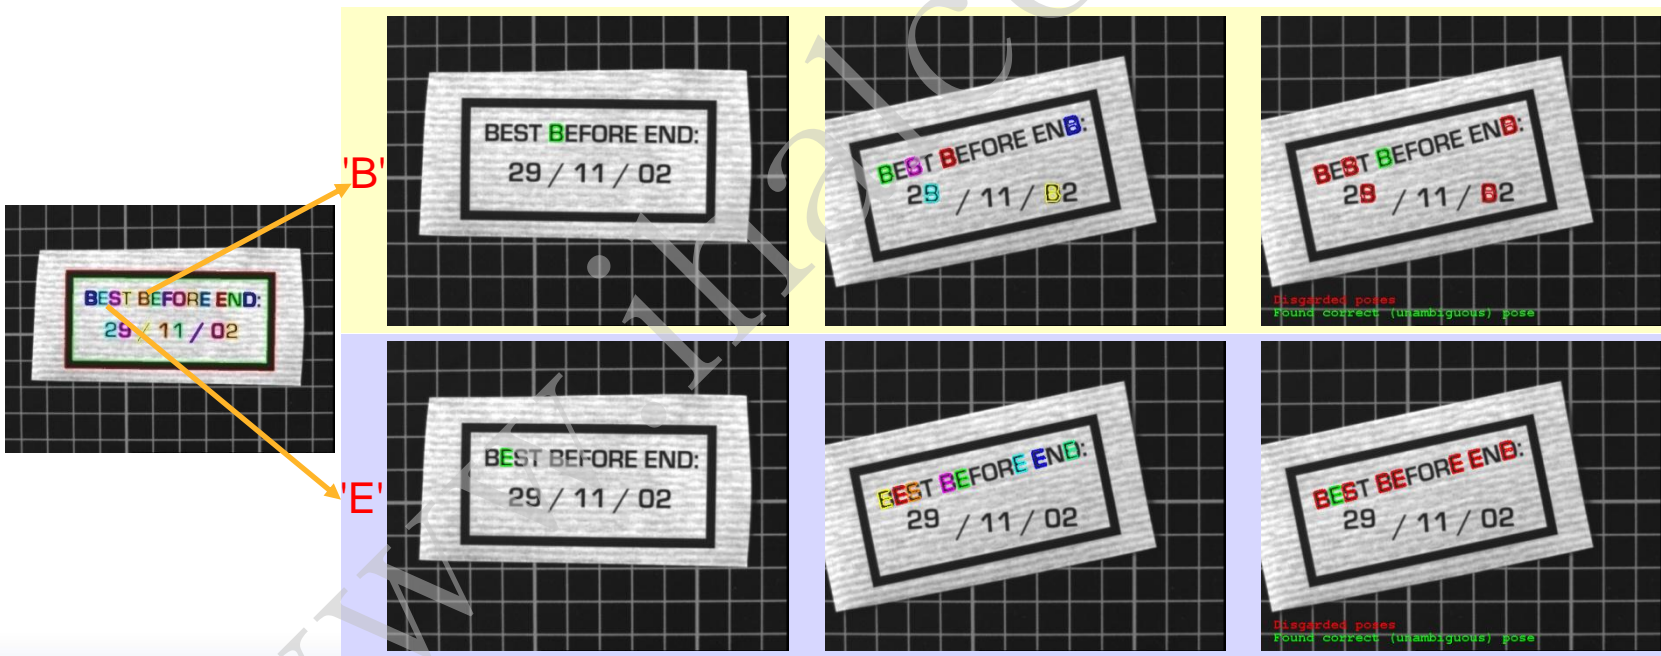 BEST BEFORE END:
29 / 11 / 02
'B'
BEST BEFORE END:
29 / 11 / 02
BEST BEFORE END:
29 / 11 / 02
BEST BEFORE END:
29 / 11 / 02
Disgarded poses
Found correct (unambiguous) pose
'E'
BEST BEFORE END:
29 / 11 / 02
BEST BEFORE END:
29 / 11 / 02
BEST BEFORE END:
29 / 11 / 02
Disgarded poses
Found correct (unambiguous) pose